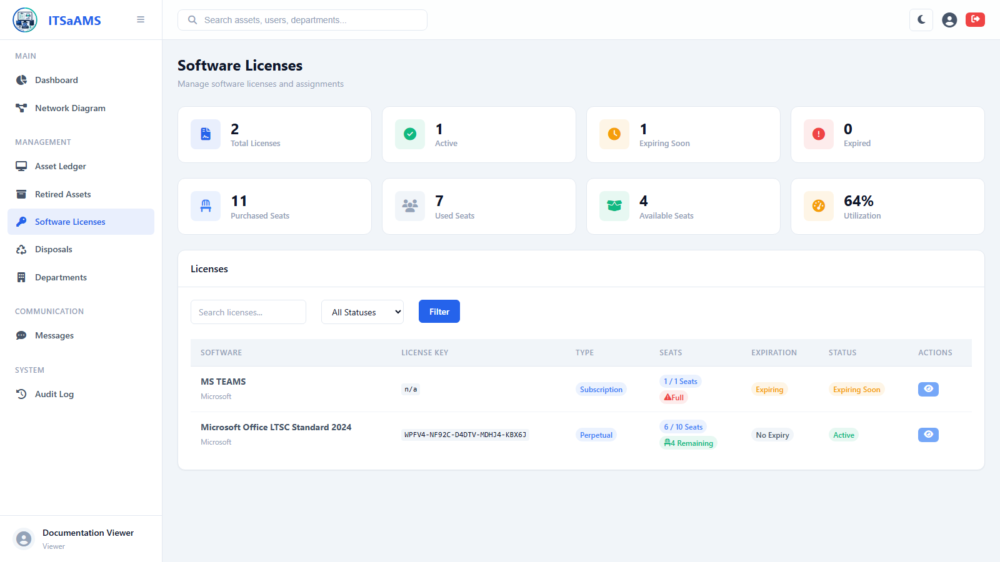 ITSaAMS
Search assets, users, departments...
MAIN
Dashboard
Network Diagram
MANAGEMENT
Asset Ledger
Retired Assets
Software Licenses
Disposals
Departments
COMMUNICATION
Messages
SYSTEM
Audit Log
Documentation Viewer
Viewer
Software Licenses
Manage software licenses and assignments
2
Total Licenses
1
Active
1
Expiring Soon
0
Expired
11
Purchased Seats
7
Used Seats
4
Available Seats
64%
Utilization
Licenses
Search licenses...
All Statuses
Filter
SOFTWARE LICENSE KEY TYPE SEATS EXPIRATION STATUS ACTIONS
MS TEAMS
Microsoft
n/a
Subscription
1 / 1 Seats
Full
Expiring
Expiring Soon
Microsoft Office LTSC Standard 2024
Microsoft
WPFV4-NF92C-D4DTV-MDHJ4-KBX6J
Perpetual
6 / 10 Seats
4 Remaining
No Expiry
Active